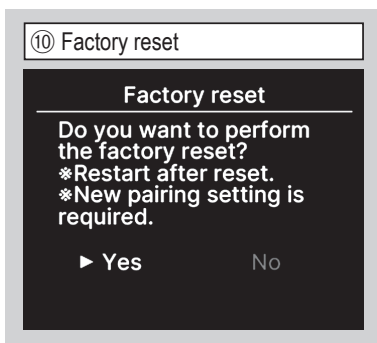 ⑩ Factory reset
Factory reset
Do you want to perform
the factory reset?
※Restart after reset.
※New pairing setting is
required.
► Yes No